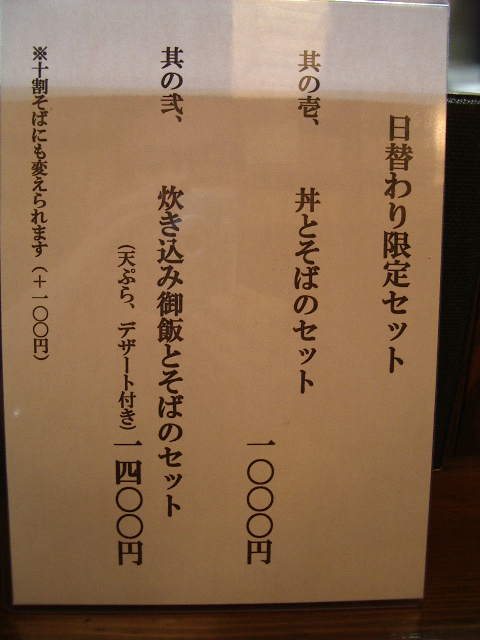 日替わり限定セット
其の壱、 丼とそばのセット
一〇〇〇円
其の弐、 炊き込み御飯とそばのセット
(天ぷら、デザート付き) 一四〇〇円
※十割そばにも変えられます(+一〇〇円)